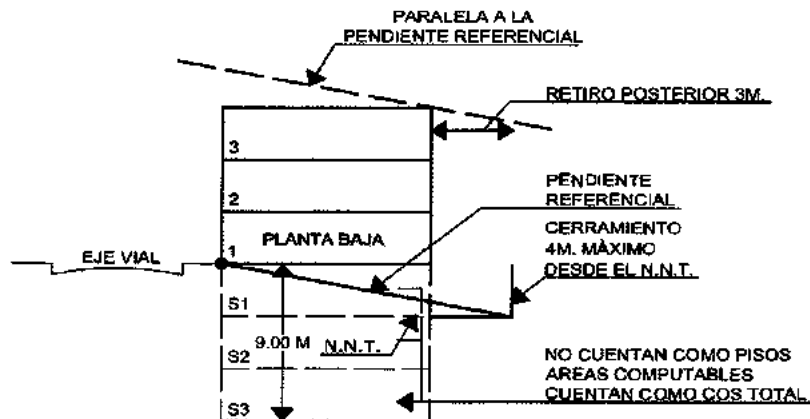 PARALELA A LA
PENDIENTE REFERENCIAL
RETIRO POSTERIOR 3M.
3
2
PENDIENTE
REFERENCIAL
1
PLANTA BAJA
CERRAMIENTO
4M. MÀXIMO
DESDE EL N.N.T.
EJE VIAL
S1
9.00 M
N.N.T.
S2
NO CUENTAN COMO PISOS
AREAS COMPUTABLES
CUENTAN COMO COS TOTAL
S3